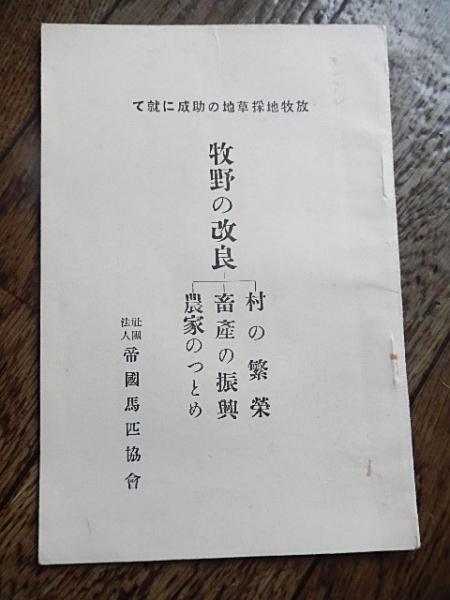 放牧地採草地の助成に就て
牧野の改良
村の繁榮
畜產の振興
農家のつとめ
社團法人 帝國馬匹協會